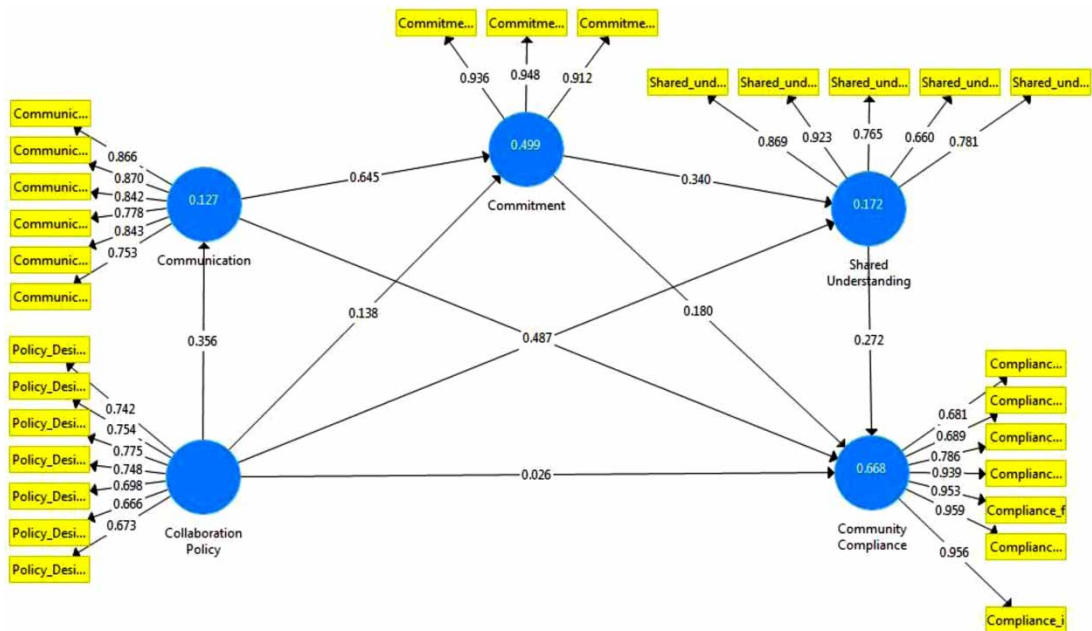 Commitme... Commitme... Commitme...
0.936 0.948 0.912
Shared_und... Shared_und... Shared_und... Shared_und... Shared_und...
0.869 0.923 0.765 0.660 0.781
Communic...
Communic...
Communic...
Communic...
Communic...
Communic...
0.866
0.870
0.842
0.778
0.843
0.753
0.127
Communication
0.645
0.499
Commitment
0.340
0.172
Shared
Understanding
0.356
0.138
0.487
0.180
0.272
Policy_Desi...
Policy_Desi...
Policy_Desi...
Policy_Desi...
Policy_Desi...
Policy_Desi...
Policy_Desi...
0.742
0.754
0.775
0.748
0.698
0.666
0.673
Collaboration
Policy
0.026
0.668
Community
Compliance
0.681
0.689
0.786
0.939
0.953
0.959
0.956
Complianc...
Complianc...
Complianc...
Complianc...
Compliance_f
Complianc...
Compliance_i